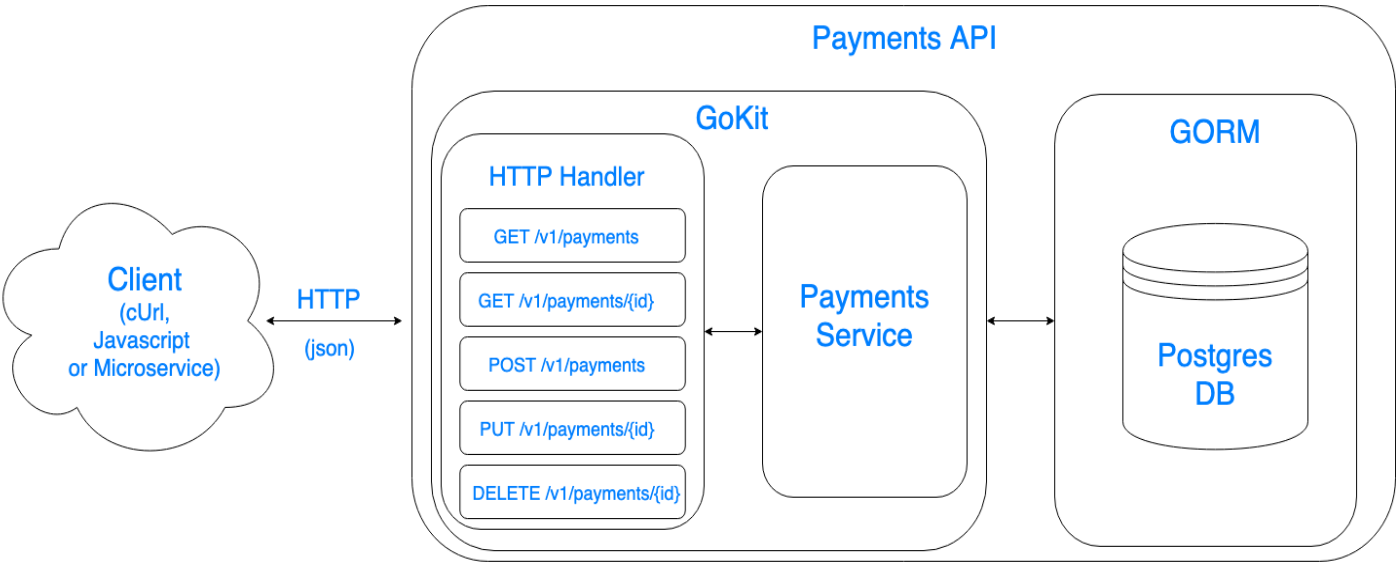 Payments API
GoKit
GORM
HTTP Handler
GET /v1/payments
GET /v1/payments/{id}
POST /v1/payments
PUT /v1/payments/{id}
DELETE /v1/payments/{id}
Client
(cUrl,
Javascript
or Microservice)
HTTP
(json)
Payments
Service
Postgres
DB